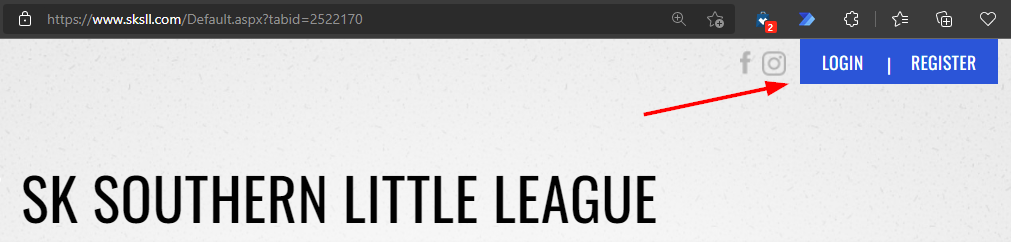 https://www.sksll.com/Default.aspx?tabid=2522170
2
LOGIN | REGISTER
SK SOUTHERN LITTLE LEAGUE